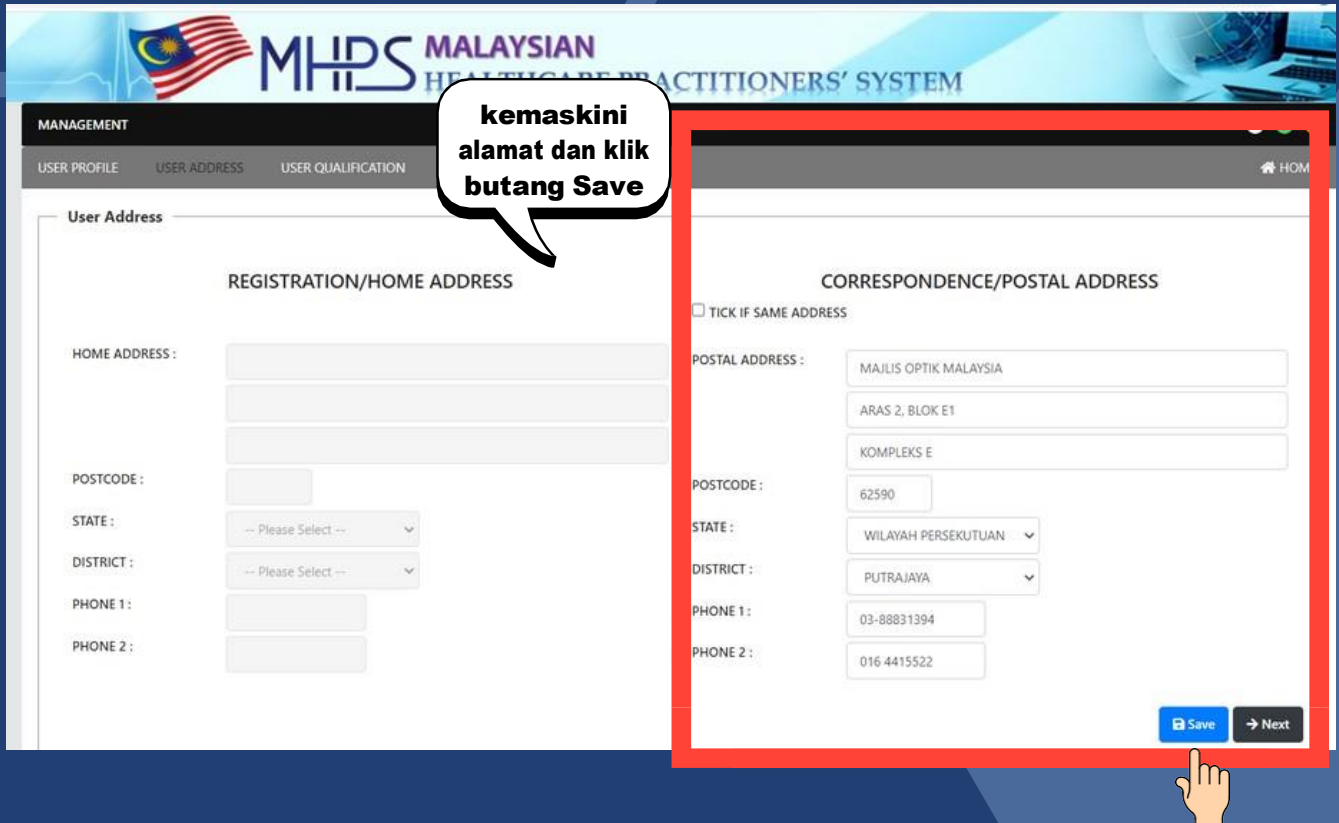 MHPS MALAYSIAN
HEALTHCARE PRACTITIONERS' SYSTEM
kemaskini
alamat dan klik
butang Save
MANAGEMENT
USER PROFILE USER ADDRESS USER QUALIFICATION
HOM
User Address
REGISTRATION/HOME ADDRESS
HOME ADDRESS :
POSTCODE :
STATE : -- Please Select --
DISTRICT : -- Please Select --
PHONE 1 :
PHONE 2 :
CORRESPONDENCE/POSTAL ADDRESS
TICK IF SAME ADDRESS
POSTAL ADDRESS : MAJLIS OPTIK MALAYSIA
ARAS 2, BLOK E1
KOMPLEKS E
POSTCODE : 62590
STATE : WILAYAH PERSEKUTUAN
DISTRICT : PUTRAJAYA
PHONE 1 : 03-88831394
PHONE 2 : 016 4415522
Save Next